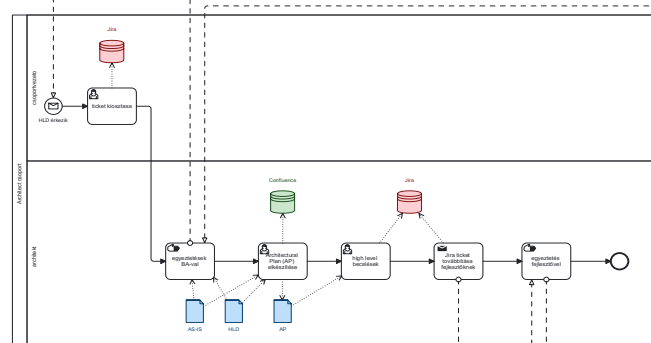 Jira
csoportvezető
ticket kiosztása
HLD érkezik
Architect csoport
architekt
Confluence
Jira
egyeztetések
BA-val
Architectural
Plan (AP)
elkészítése
high level
becslések
Jira ticket
továbbítása
fejlesztőknek
egyeztetés
fejlesztővel
AS-IS
HLD
AP